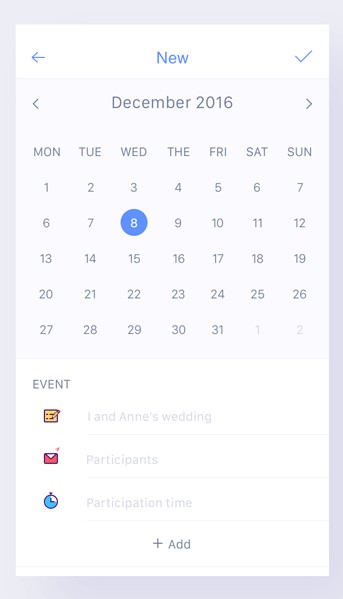 New
December 2016
MON TUE WED THE FRI SAT SUN
1 2 3 4 5 6 7
6 7 8 9 10 11 12
13 14 15 16 17 18 19
20 21 22 23 24 25 26
27 28 29 30 31 1 2
EVENT
I and Anne's wedding
Participants
Participation time
+ Add